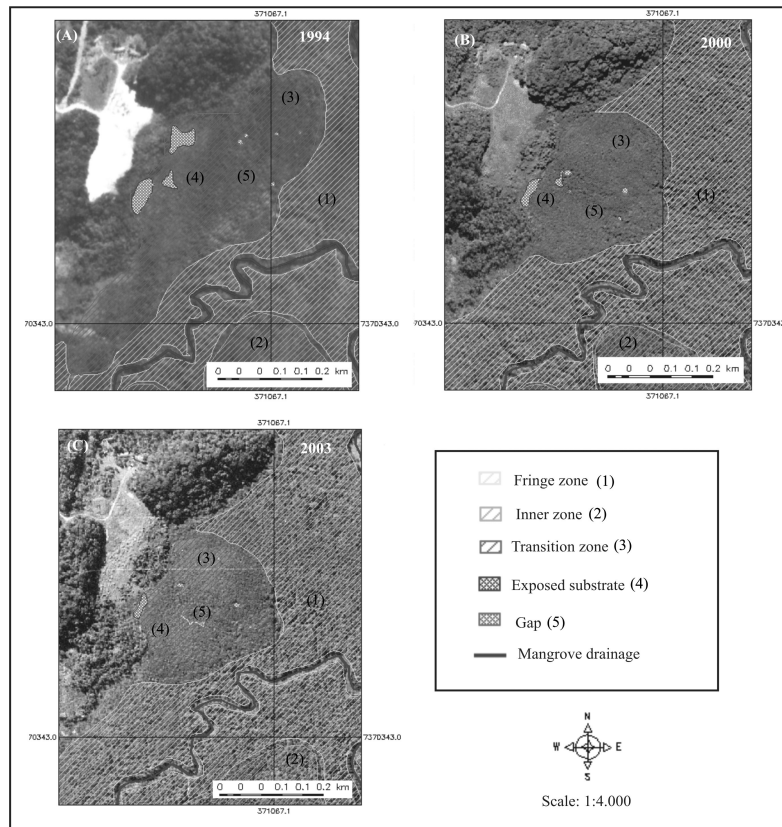 371067.1
371067.1
(A)
1994
(B)
2000
(3)
(3)
(4)
(5)
(1)
(4)
(5)
(1)
70343.0
7370343.0
7370343.0
(2)
(2)
0 0 0.1 0.1 0.2 km
0 0 0.1 0.1 0.2 km
371067.1
371067.1
371067.1
(C)
2003
(3)
(1)
(5)
(4)
70343.0
7370343.0
(2)
0 0 0.1 0.1 0.2 km
371067.1
Fringe zone (1)
Inner zone (2)
Transition zone (3)
Exposed substrate (4)
Gap (5)
Mangrove drainage
N
W E
S
Scale: 1:4.000